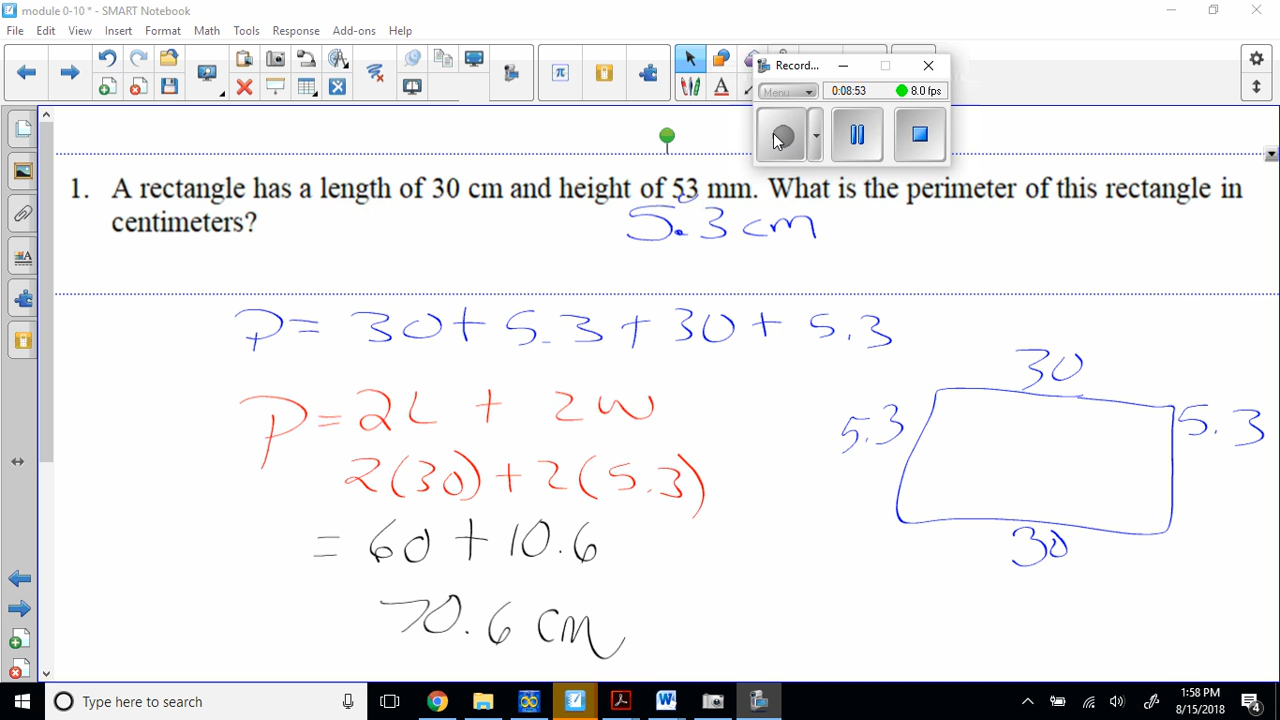 module 0-10 * - SMART Notebook
File Edit View Insert Format Math Tools Response Add-ons Help
Record...
Menu 0:08:53 8.0 fps
1. A rectangle has a length of 30 cm and height of 53 mm. What is the perimeter of this rectangle in
centimeters?
5.3 cm
P = 30 + 5.3 + 30 + 5.3
P = 2L + 2W
2(30) + 2(5.3)
= 60 + 10.6
70.6 cm
30
5.3
5.3
30
Type here to search
1:58 PM
8/15/2018
4